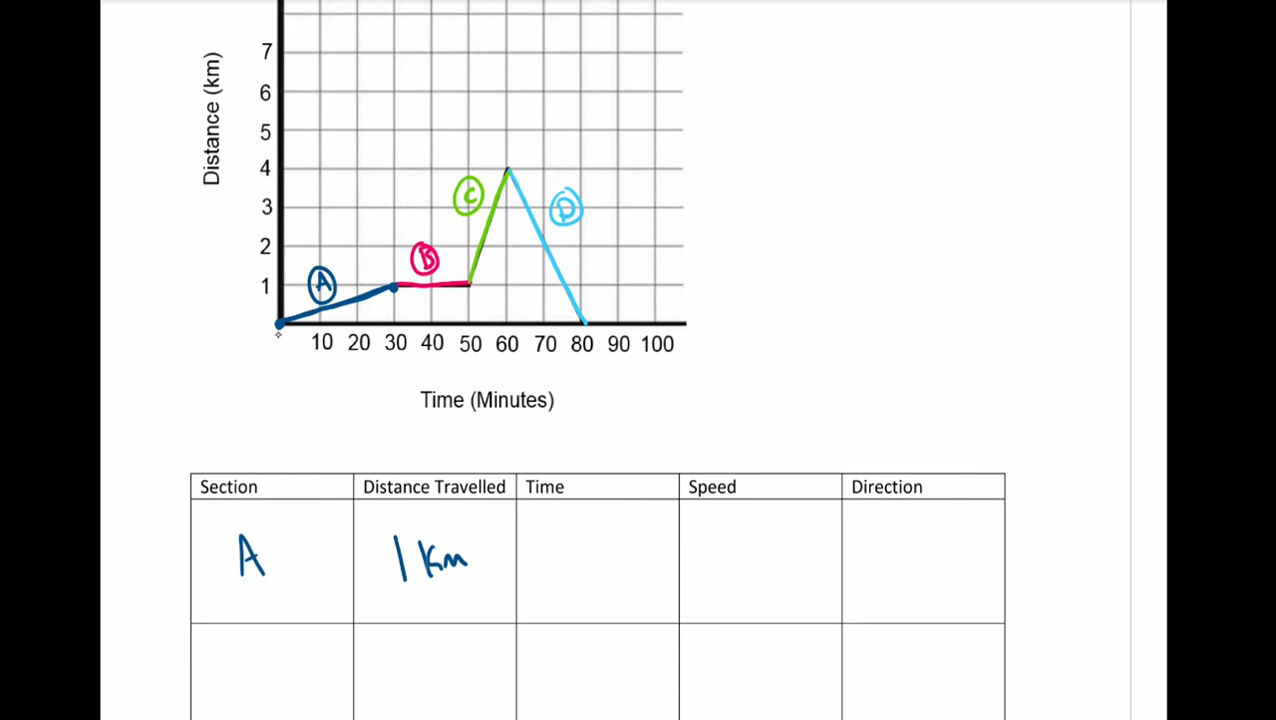 Distance (km)
7
6
5
4
3
2
1
A
B
C
D
10 20 30 40 50 60 70 80 90 100
Time (Minutes)
Section Distance Travelled Time Speed Direction
A 1 km